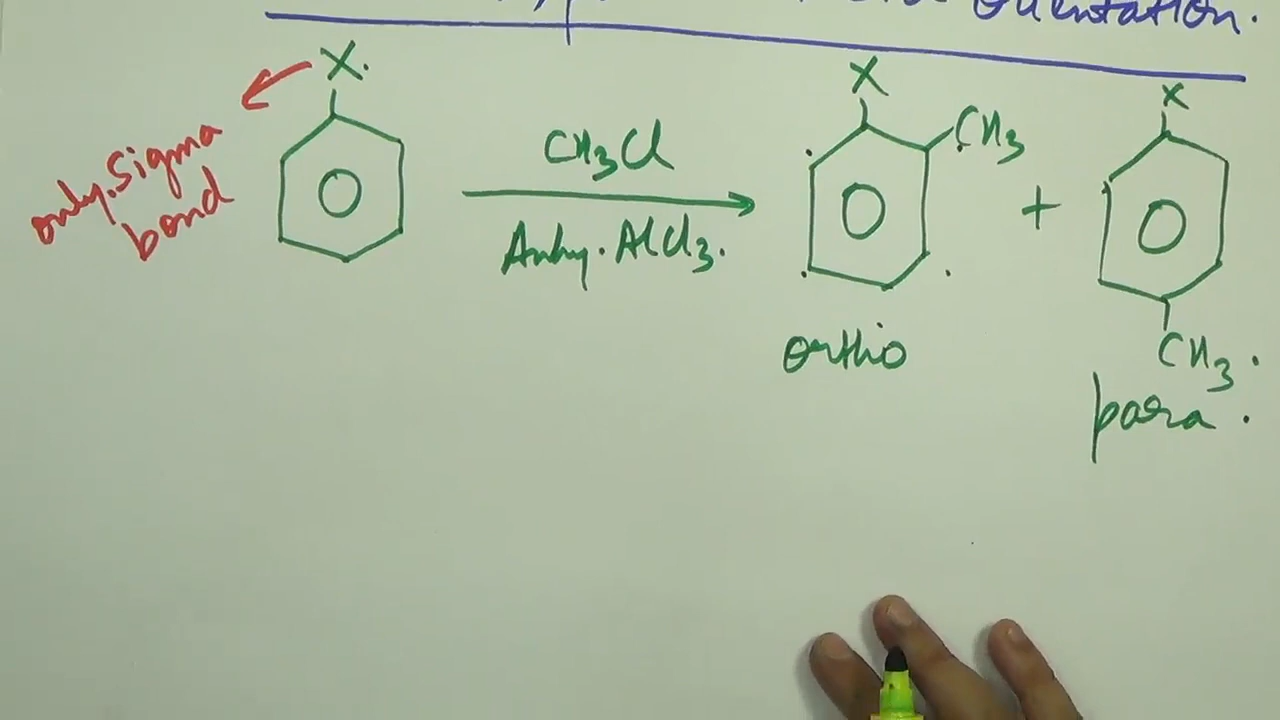 orientation.
X.
only.Sigma
bond
CH3Cl
Anhy.AlCl3.
X
CH3
ortho
+
X
CH3.
para.